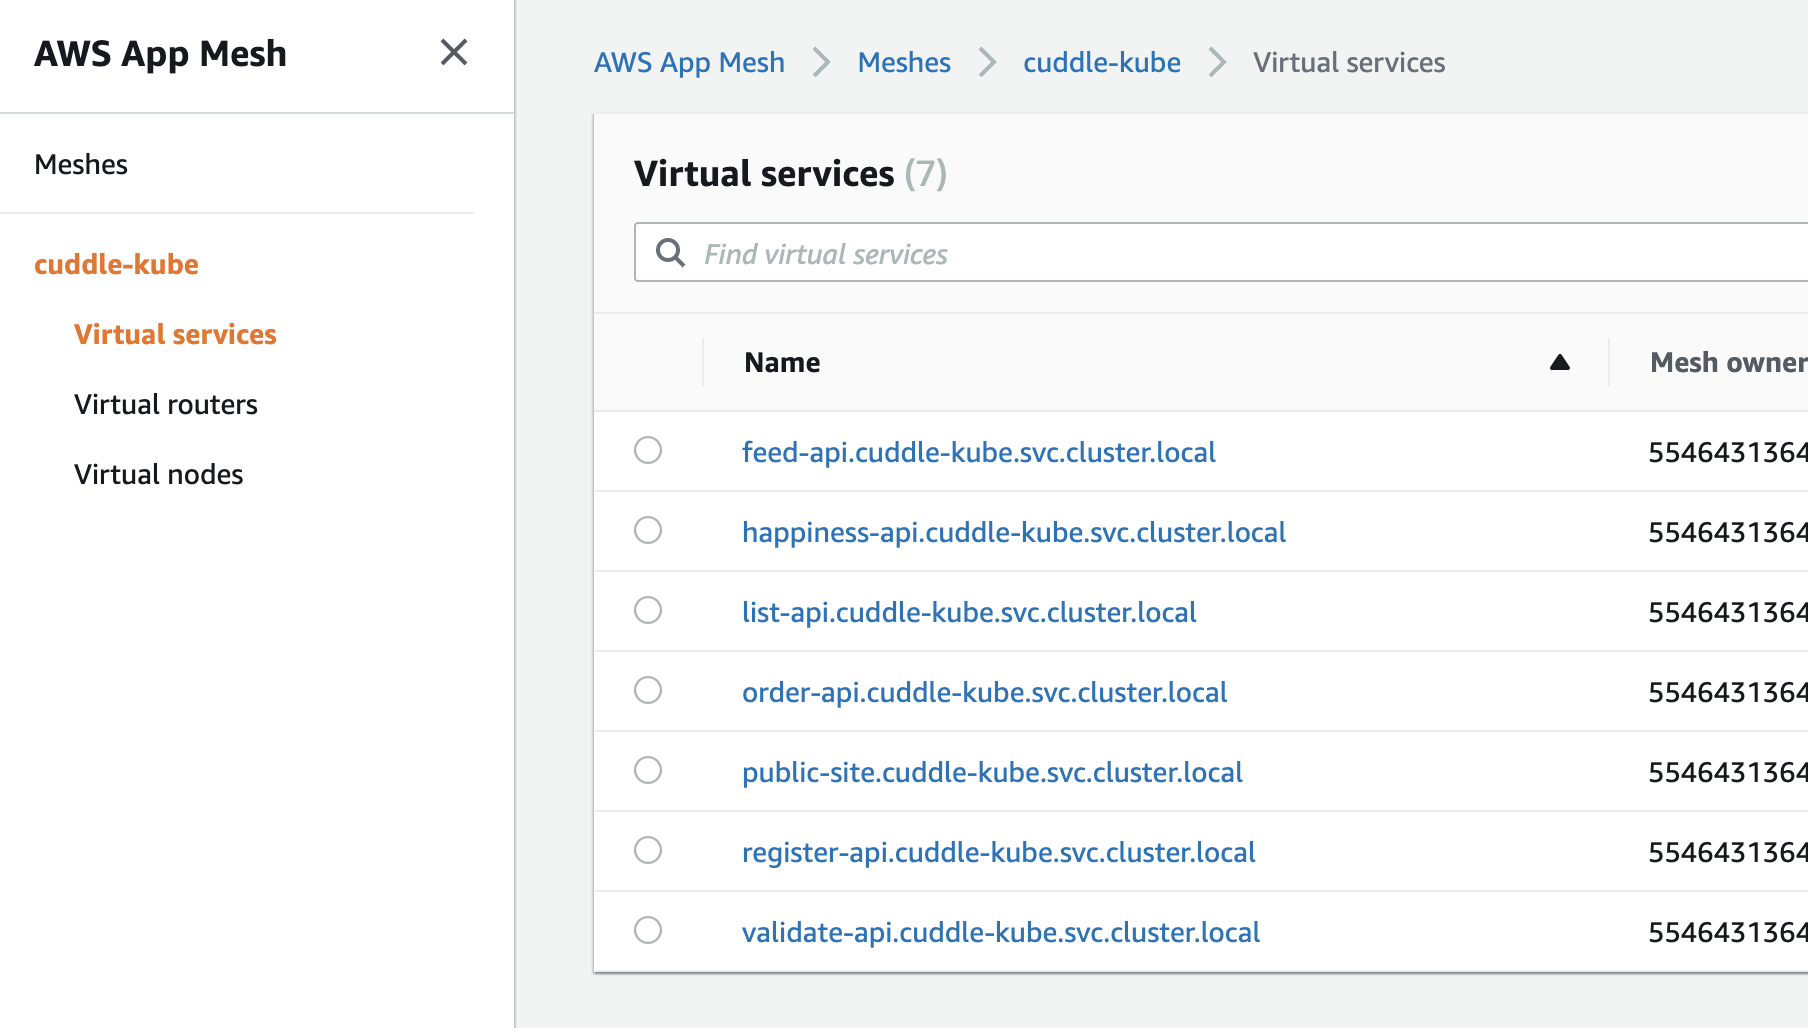 AWS App Mesh
Meshes
cuddle-kube
Virtual services
Virtual routers
Virtual nodes
AWS App Mesh > Meshes > cuddle-kube > Virtual services
Virtual services (7)
Find virtual services
Name Mesh owner
feed-api.cuddle-kube.svc.cluster.local 5546431364
happiness-api.cuddle-kube.svc.cluster.local 5546431364
list-api.cuddle-kube.svc.cluster.local 5546431364
order-api.cuddle-kube.svc.cluster.local 5546431364
public-site.cuddle-kube.svc.cluster.local 5546431364
register-api.cuddle-kube.svc.cluster.local 5546431364
validate-api.cuddle-kube.svc.cluster.local 5546431364